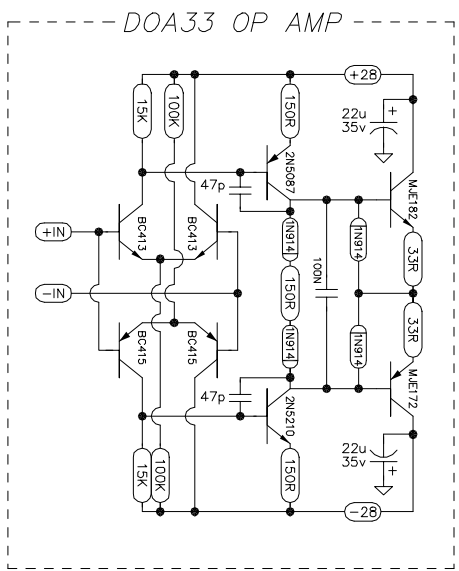 DOA33 OP AMP
+28
15K
100K
150R
22u
35v
+
2N5087
MJE182
47p
BC413
BC413
+IN
1N914
1N914
33R
100N
150R
-IN
BC415
BC415
1N914
1N914
33R
47p
MJE172
2N5210
22u
35v
+
15K
100K
150R
-28